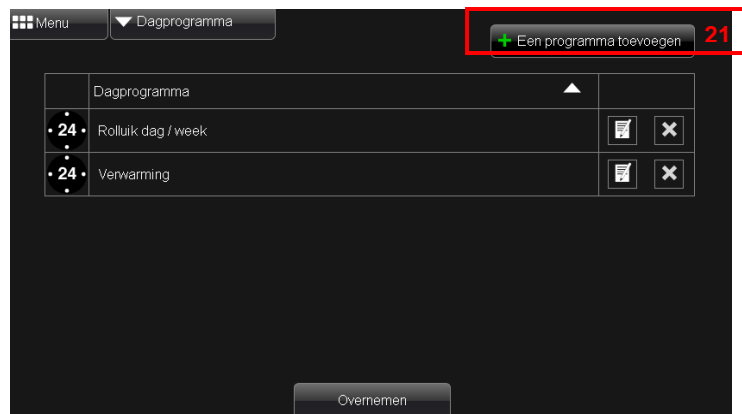 Menu
Dagprogramma
Een programma toevoegen
21
Dagprogramma
24
Rolluik dag / week
24
Verwarming
Overnemen